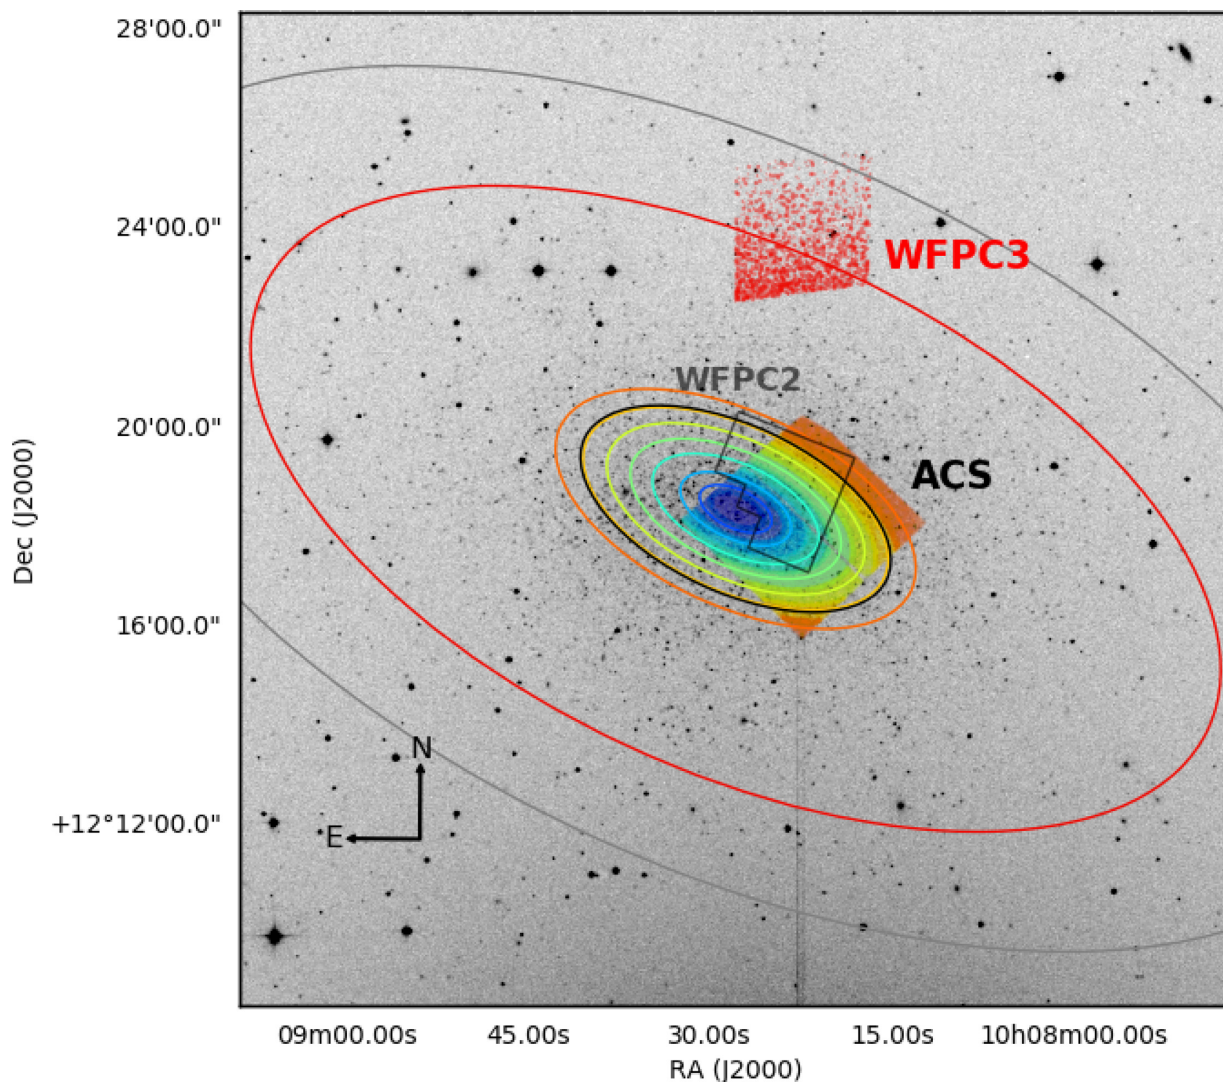 28'00.0"
24'00.0"
WFPC3
WFPC2
20'00.0"
ACS
Dec (J2000)
16'00.0"
N
+12°12'00.0"
E
09m00.00s 45.00s 30.00s 15.00s 10h08m00.00s
RA (J2000)